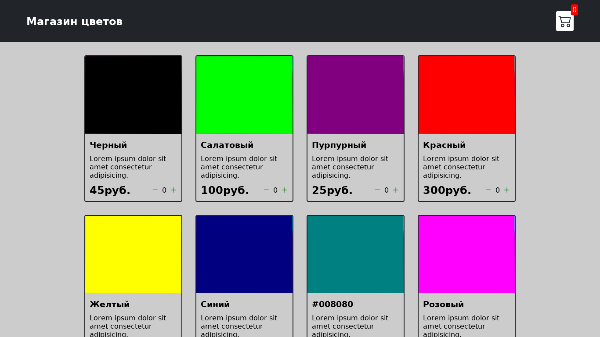 Магазин цветов
0
Черный
Lorem ipsum dolor sit
amet consectetur
adipisicing.
45руб. − 0 +
Салатовый
Lorem ipsum dolor sit
amet consectetur
adipisicing.
100руб. − 0 +
Пурпурный
Lorem ipsum dolor sit
amet consectetur
adipisicing.
25руб. − 0 +
Красный
Lorem ipsum dolor sit
amet consectetur
adipisicing.
300руб. − 0 +
Желтый
Lorem ipsum dolor sit
amet consectetur
adipisicing.
Синий
Lorem ipsum dolor sit
amet consectetur
adipisicing.
#008080
Lorem ipsum dolor sit
amet consectetur
adipisicing.
Розовый
Lorem ipsum dolor sit
amet consectetur
adipisicing.